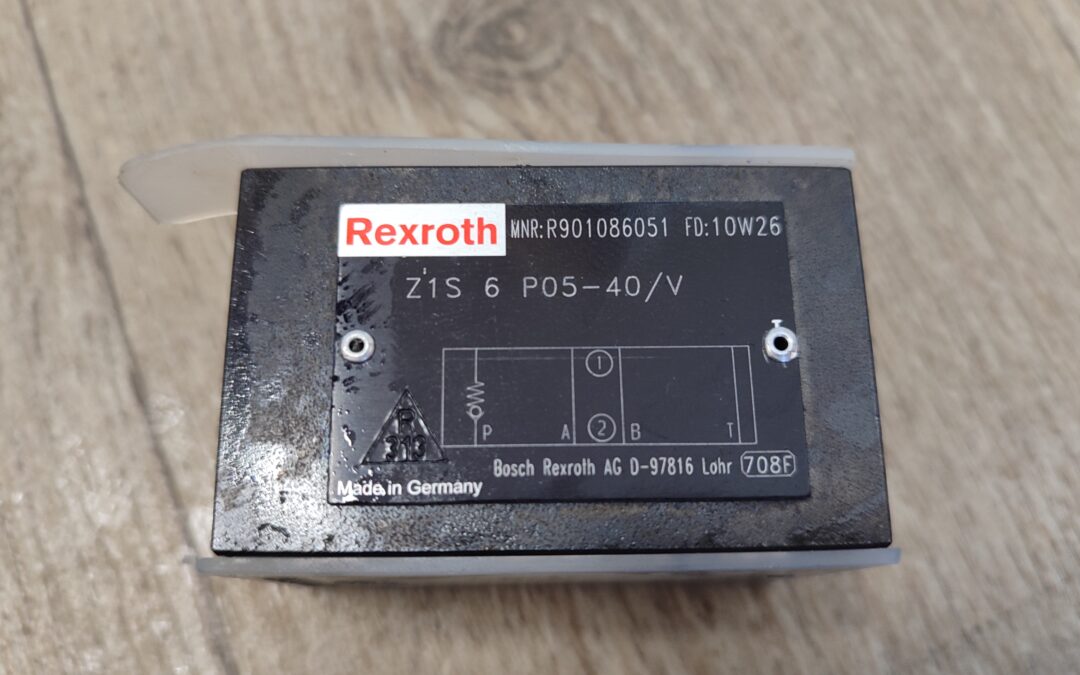 Rexroth MNR:R901086051 FD:10W26
Z1S 6 P05-40/V
1
P A 2 B T
R
313
Bosch Rexroth AG D-97816 Lohr 708F
Made in Germany